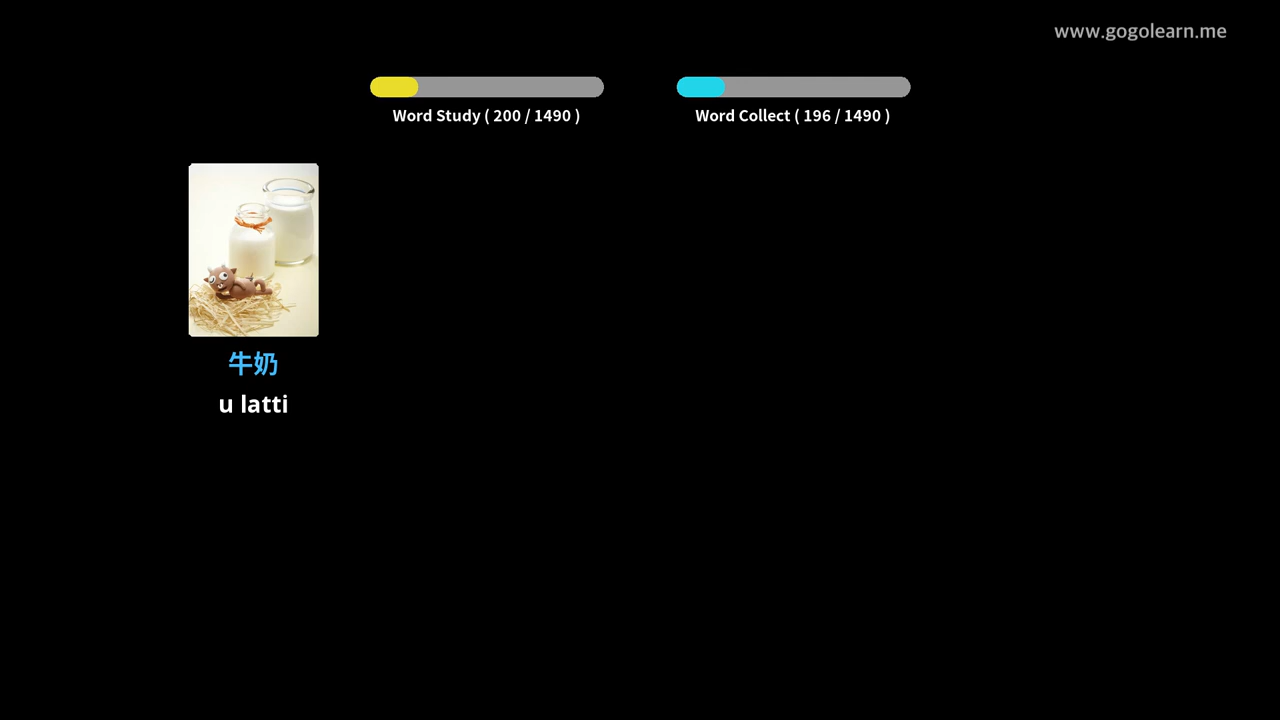 www.gogolearn.me
Word Study ( 200 / 1490 )
Word Collect ( 196 / 1490 )
牛奶
u latti